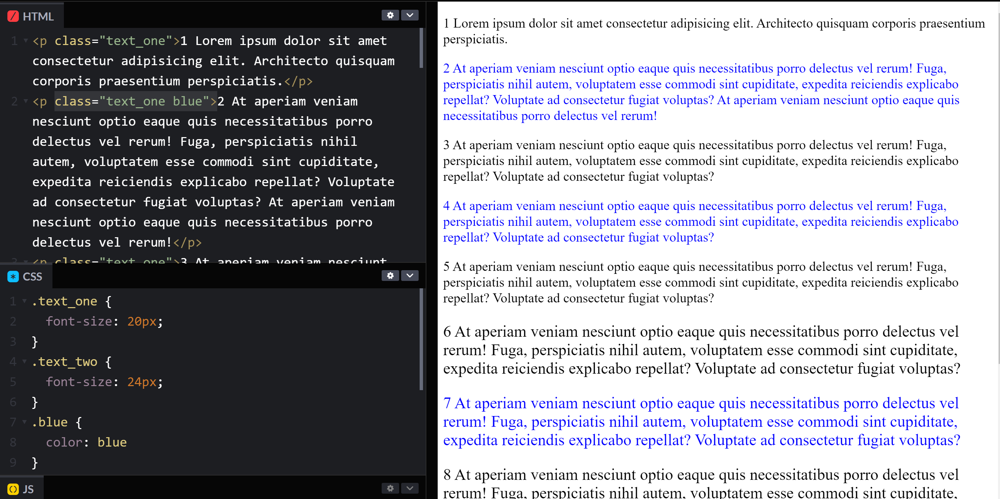 HTML
1 <p class="text_one">1 Lorem ipsum dolor sit amet
consectetur adipisicing elit. Architecto quisquam
corporis praesentium perspiciatis.</p>
2 <p class="text_one blue">2 At aperiam veniam
nesciunt optio eaque quis necessitatibus porro
delectus vel rerum! Fuga, perspiciatis nihil
autem, voluptatem esse commodi sint cupiditate,
expedita reiciendis explicabo repellat? Voluptate
ad consectetur fugiat voluptas? At aperiam veniam
nesciunt optio eaque quis necessitatibus porro
delectus vel rerum!</p>
3 <p class="text_one">3 At aperiam veniam nesciunt
CSS
1 .text_one {
2 font-size: 20px;
3 }
4 .text_two {
5 font-size: 24px;
6 }
7 .blue {
8 color: blue
9 }
JS
1 Lorem ipsum dolor sit amet consectetur adipisicing elit. Architecto quisquam corporis praesentium
perspiciatis.
2 At aperiam veniam nesciunt optio eaque quis necessitatibus porro delectus vel rerum! Fuga,
perspiciatis nihil autem, voluptatem esse commodi sint cupiditate, expedita reiciendis explicabo
repellat? Voluptate ad consectetur fugiat voluptas? At aperiam veniam nesciunt optio eaque quis
necessitatibus porro delectus vel rerum!
3 At aperiam veniam nesciunt optio eaque quis necessitatibus porro delectus vel rerum! Fuga,
perspiciatis nihil autem, voluptatem esse commodi sint cupiditate, expedita reiciendis explicabo
repellat? Voluptate ad consectetur fugiat voluptas?
4 At aperiam veniam nesciunt optio eaque quis necessitatibus porro delectus vel rerum! Fuga,
perspiciatis nihil autem, voluptatem esse commodi sint cupiditate, expedita reiciendis explicabo
repellat? Voluptate ad consectetur fugiat voluptas?
5 At aperiam veniam nesciunt optio eaque quis necessitatibus porro delectus vel rerum! Fuga,
perspiciatis nihil autem, voluptatem esse commodi sint cupiditate, expedita reiciendis explicabo
repellat? Voluptate ad consectetur fugiat voluptas?
6 At aperiam veniam nesciunt optio eaque quis necessitatibus porro delectus vel
rerum! Fuga, perspiciatis nihil autem, voluptatem esse commodi sint cupiditate,
expedita reiciendis explicabo repellat? Voluptate ad consectetur fugiat voluptas?
7 At aperiam veniam nesciunt optio eaque quis necessitatibus porro delectus vel
rerum! Fuga, perspiciatis nihil autem, voluptatem esse commodi sint cupiditate,
expedita reiciendis explicabo repellat? Voluptate ad consectetur fugiat voluptas?
8 At aperiam veniam nesciunt optio eaque quis necessitatibus porro delectus vel
rerum! Fuga, perspiciatis nihil autem, voluptatem esse commodi sint cupiditate,